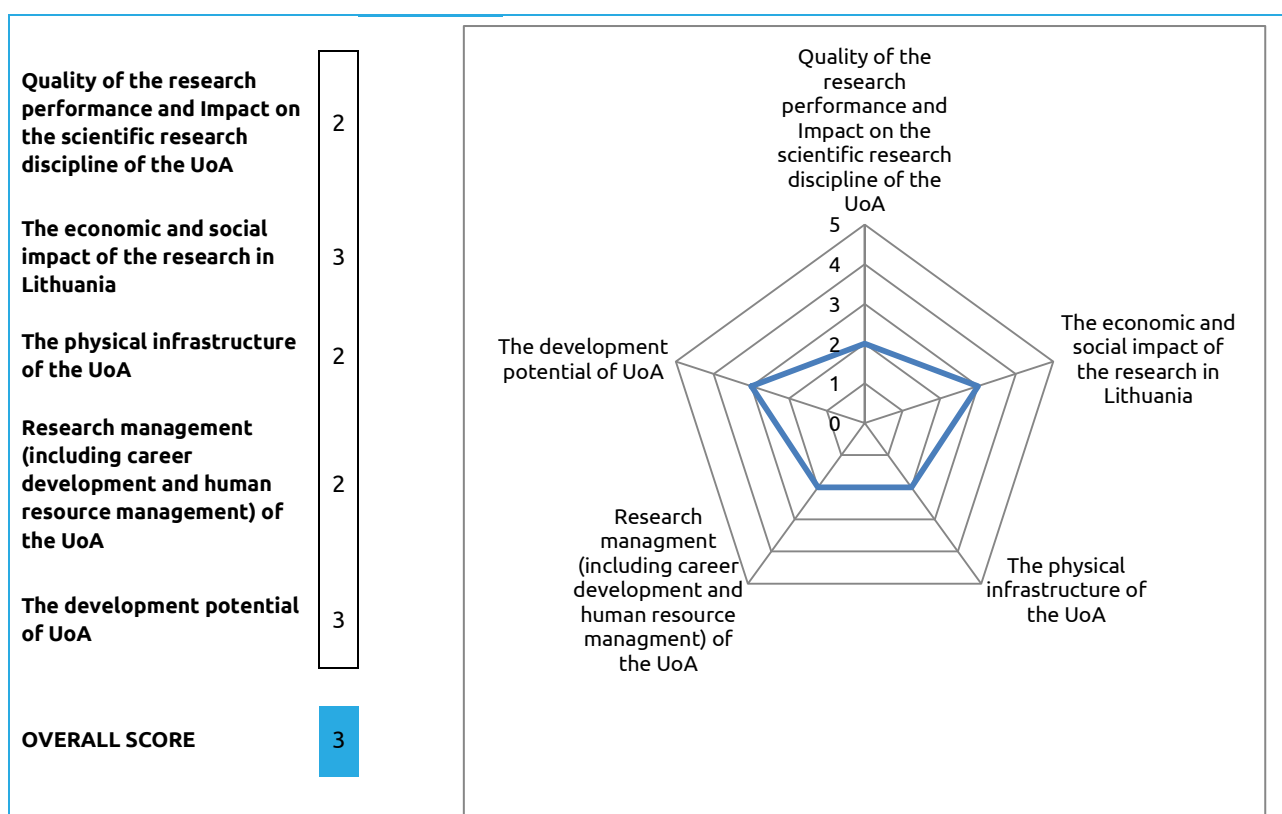 Quality of the research
performance and Impact on
the scientific research
discipline of the UoA
2
The economic and social
impact of the research in
Lithuania
3
The physical infrastructure
of the UoA
2
Research management
(including career
development and human
resource management) of
the UoA
2
The development potential
of UoA
3
OVERALL SCORE
3
Quality of the
research
performance and
Impact on the
scientific research
discipline of the
UoA
5
4
3
2
1
0
The economic and
social impact of
the research in
Lithuania
The physical
infrastructure of
the UoA
Research
managment
(including career
development and
human resource
managment) of
the UoA
The development
potential of UoA